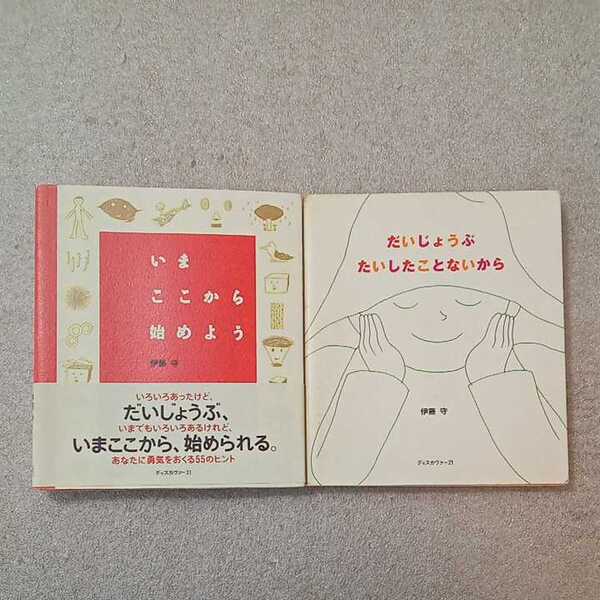 いま
ここから
始めよう
伊藤 守
いろいろあったけど、
だいじょうぶ、
いまでもいろいろあるけれど、
いまここから、始められる。
あなたに勇気をおくる55のヒント
ディスカヴァー21
だいじょうぶ
たいしたことないから
伊藤 守
ディスカヴァー21